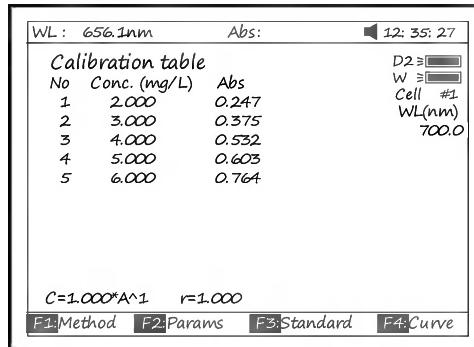 WL: 656.1nm Abs: 12: 35: 27
Calibration table
D2
W
Cell #1
WL(nm)
700.0
No Conc. (mg/L) Abs
1 2.000 0.247
2 3.000 0.375
3 4.000 0.532
4 5.000 0.603
5 6.000 0.764
C=1.000*A^1 r=1.000
F1:Method F2:Params F3:Standard F4:Curve